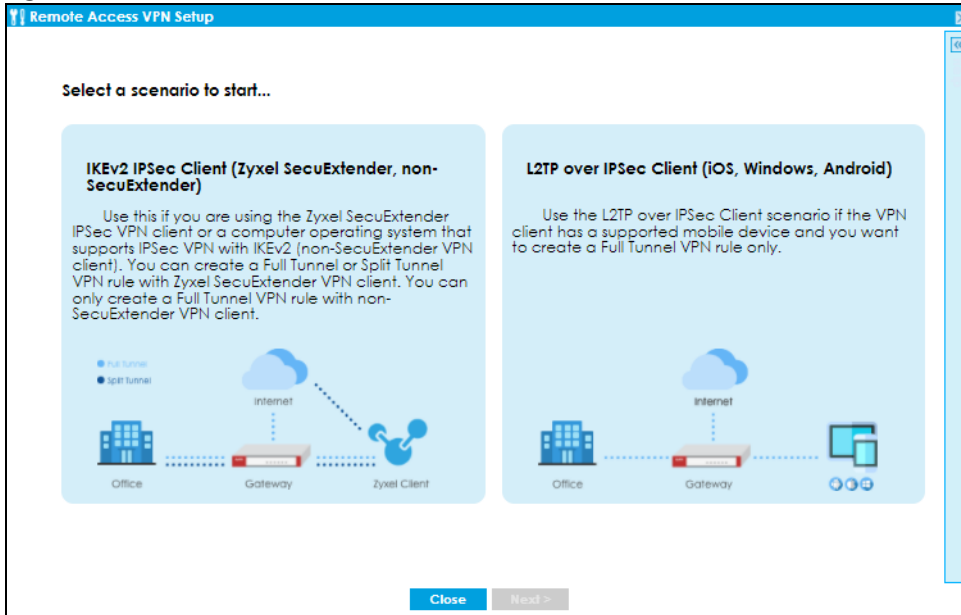 Remote Access VPN Setup
Select a scenario to start...
IKEv2 IPSec Client (Zyxel SecuExtender, non-
SecuExtender)
Use this if you are using the Zyxel SecuExtender
IPSec VPN client or a computer operating system that
supports IPSec VPN with IKEv2 (non-SecuExtender VPN
client). You can create a Full Tunnel or Split Tunnel
VPN rule with Zyxel SecuExtender VPN client. You can
only create a Full Tunnel VPN rule with non-
SecuExtender VPN client.
Full Tunnel
Split Tunnel
Internet
Office
Gateway
Zyxel Client
L2TP over IPSec Client (iOS, Windows, Android)
Use the L2TP over IPSec Client scenario if the VPN
client has a supported mobile device and you want
to create a Full Tunnel VPN rule only.
Internet
Office
Gateway
Close
Next >